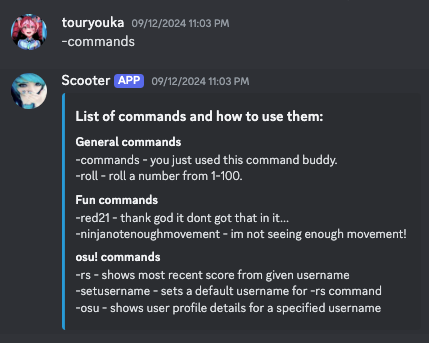 touryouka 09/12/2024 11:03 PM
-commands
Scooter APP 09/12/2024 11:03 PM
List of commands and how to use them:
General commands
-commands - you just used this command buddy.
-roll - roll a number from 1-100.
Fun commands
-red21 - thank god it dont got that in it...
-ninjanotenoughmovement - im not seeing enough movement!
osu! commands
-rs - shows most recent score from given username
-setusername - sets a default username for -rs command
-osu - shows user profile details for a specified username